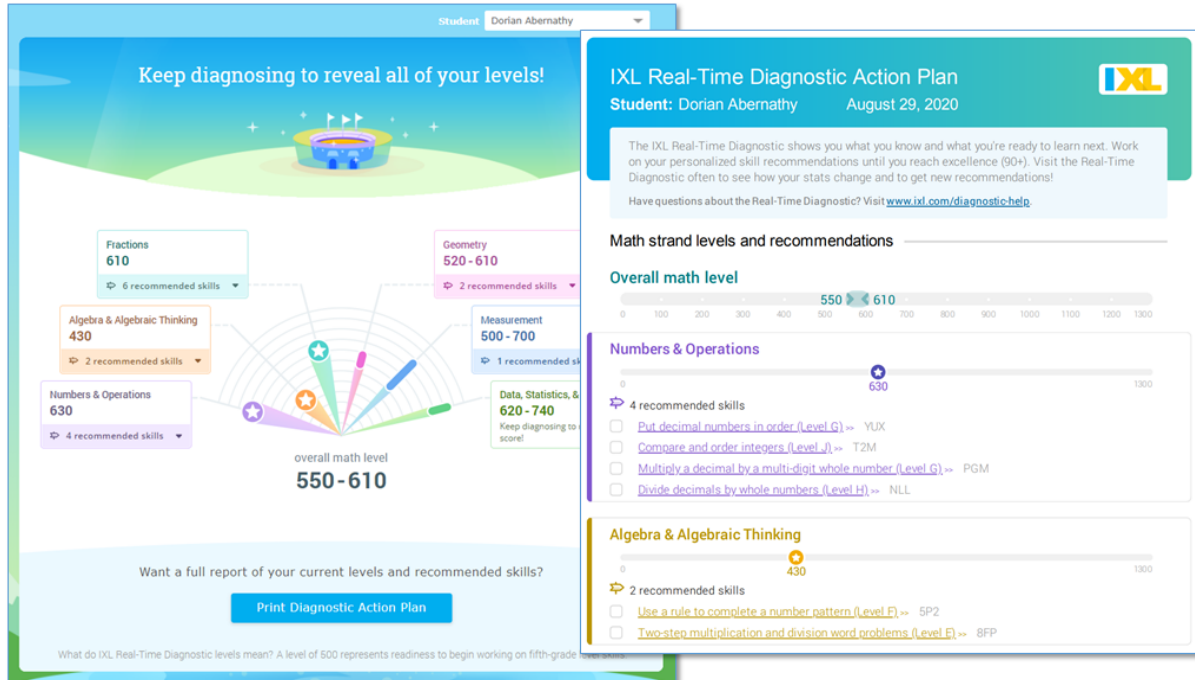 Student Dorian Abernathy
Keep diagnosing to reveal all of your levels!
Fractions
610
6 recommended skills
Algebra & Algebraic Thinking
430
2 recommended skills
Numbers & Operations
630
4 recommended skills
Geometry
520 - 610
2 recommended skills
Measurement
500 - 700
1 recommended
Data, Statistics, &
620 - 740
Keep diagnosing to
score!
overall math level
550 - 610
Want a full report of your current levels and recommended skills?
Print Diagnostic Action Plan
What do IXL Real-Time Diagnostic levels mean? A level of 500 represents readiness to begin working on fifth-grade level skills.
IXL Real-Time Diagnostic Action Plan
IXL
Student: Dorian Abernathy August 29, 2020
The IXL Real-Time Diagnostic shows you what you know and what you're ready to learn next. Work
on your personalized skill recommendations until you reach excellence (90+). Visit the Real-Time
Diagnostic often to see how your stats change and to get new recommendations!
Have questions about the Real-Time Diagnostic? Visit www.ixl.com/diagnostic-help.
Math strand levels and recommendations
Overall math level
550 610
0 100 200 300 400 500 600 700 800 900 1000 1100 1200 1300
Numbers & Operations
0 630 1300
4 recommended skills
Put decimal numbers in order (Level G) >> YUX
Compare and order integers (Level J) >> T2M
Multiply a decimal by a multi-digit whole number (Level G) >> PGM
Divide decimals by whole numbers (Level H) >> NLL
Algebra & Algebraic Thinking
0 430 1300
2 recommended skills
Use a rule to complete a number pattern (Level F) >> 5P2
Two-step multiplication and division word problems (Level E) >> 8FP